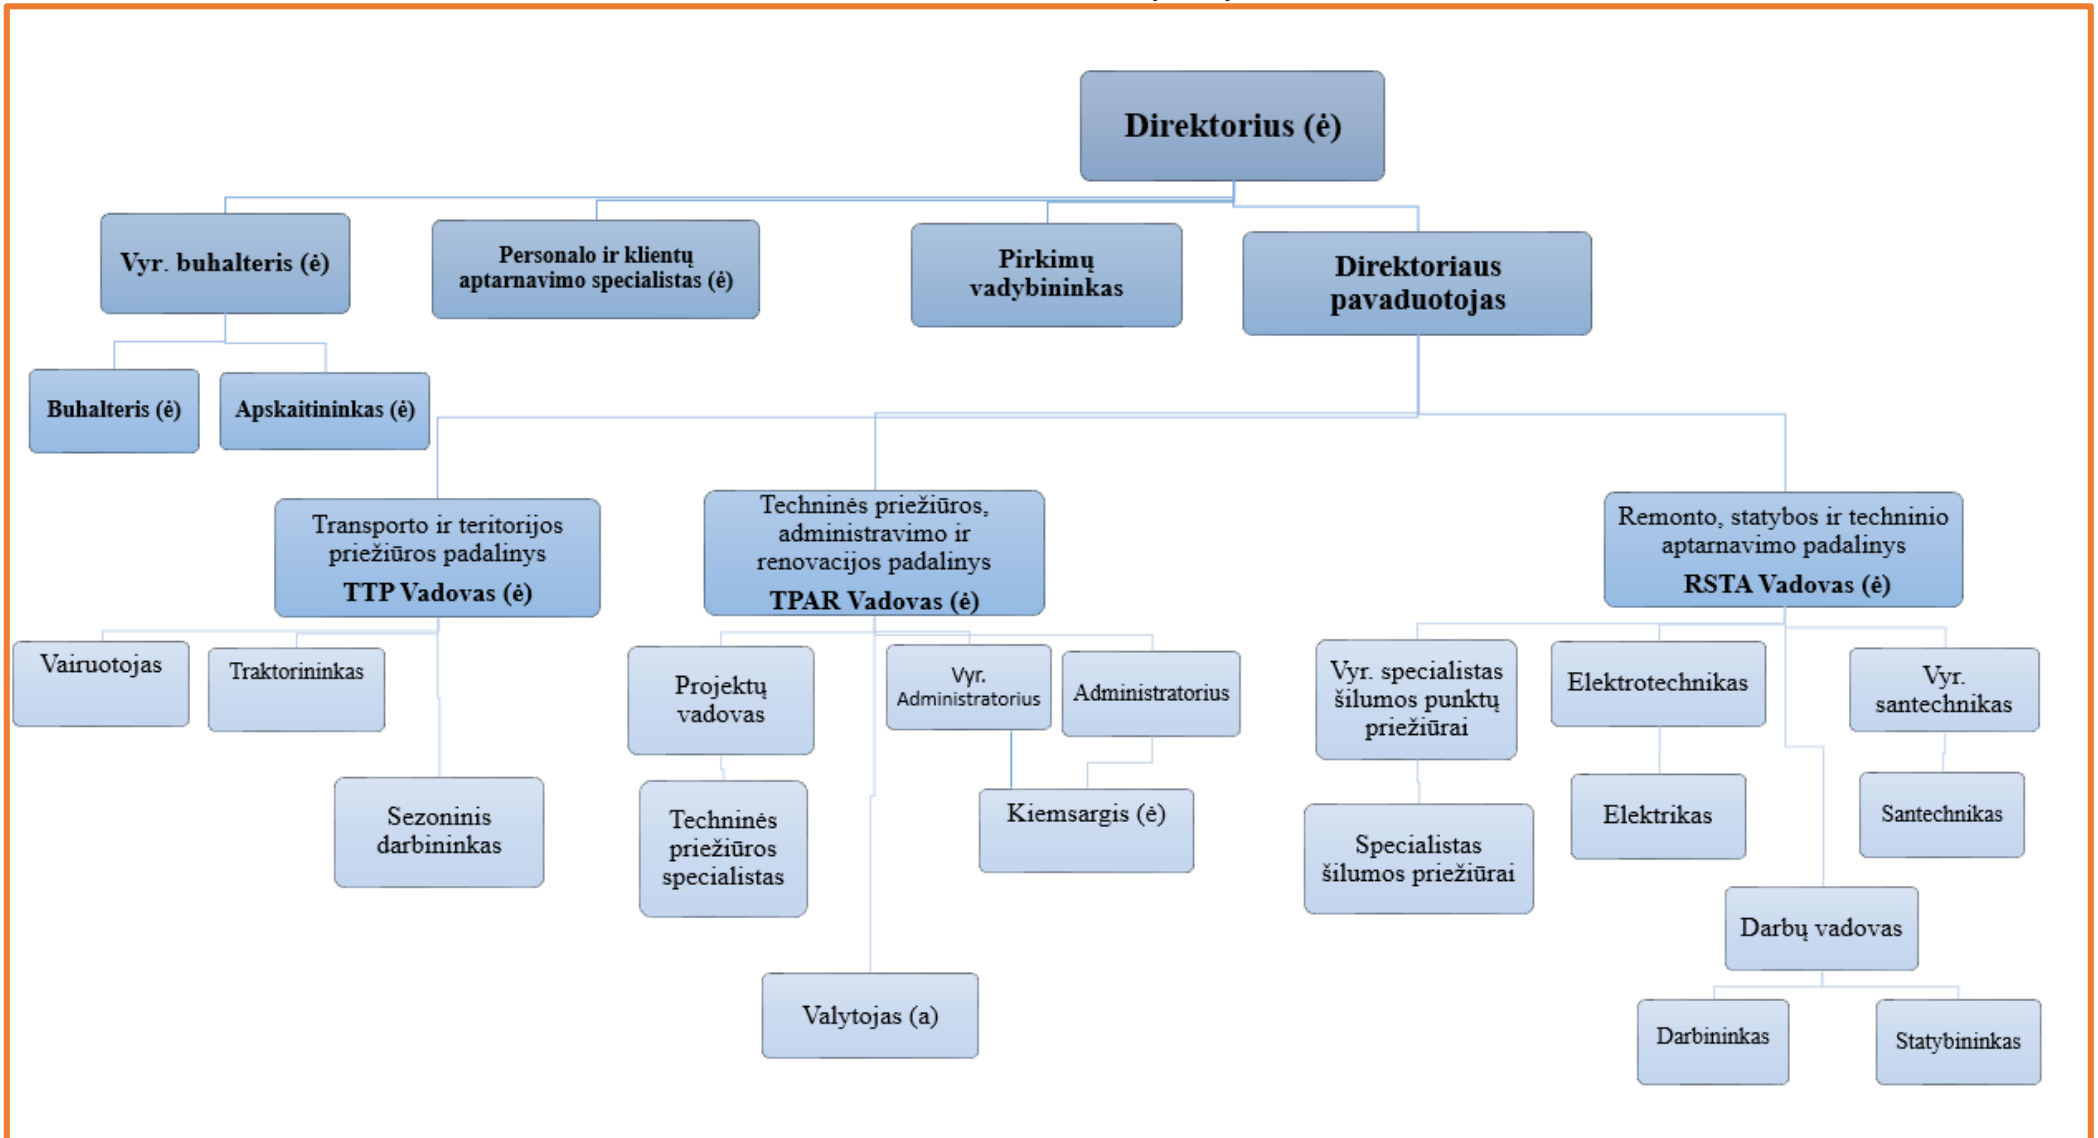 Direktorius (ė)
Vyr. buhalteris (ė)
Personalo ir klientų
aptarnavimo specialistas (ė)
Pirkimų
vadybininkas
Direktoriaus
pavaduotojas
Buhalteris (ė)
Apskaitininkas (ė)
Transporto ir teritorijos
priežiūros padalinys
TTP Vadovas (ė)
Techninės priežiūros,
administravimo ir
renovacijos padalinys
TPAR Vadovas (ė)
Remonto, statybos ir techninio
aptarnavimo padalinys
RSTA Vadovas (ė)
Vairuotojas
Traktorininkas
Sezoninis
darbininkas
Projektų
vadovas
Vyr.
Administratorius
Administratorius
Techninės
priežiūros
specialistas
Kiemsargis (ė)
Valytojas (a)
Vyr. specialistas
šilumos punktų
priežiūrai
Elektrotechnikas
Vyr.
santechnikas
Specialistas
šilumos priežiūrai
Elektrikas
Santechnikas
Darbų vadovas
Darbininkas
Statybininkas